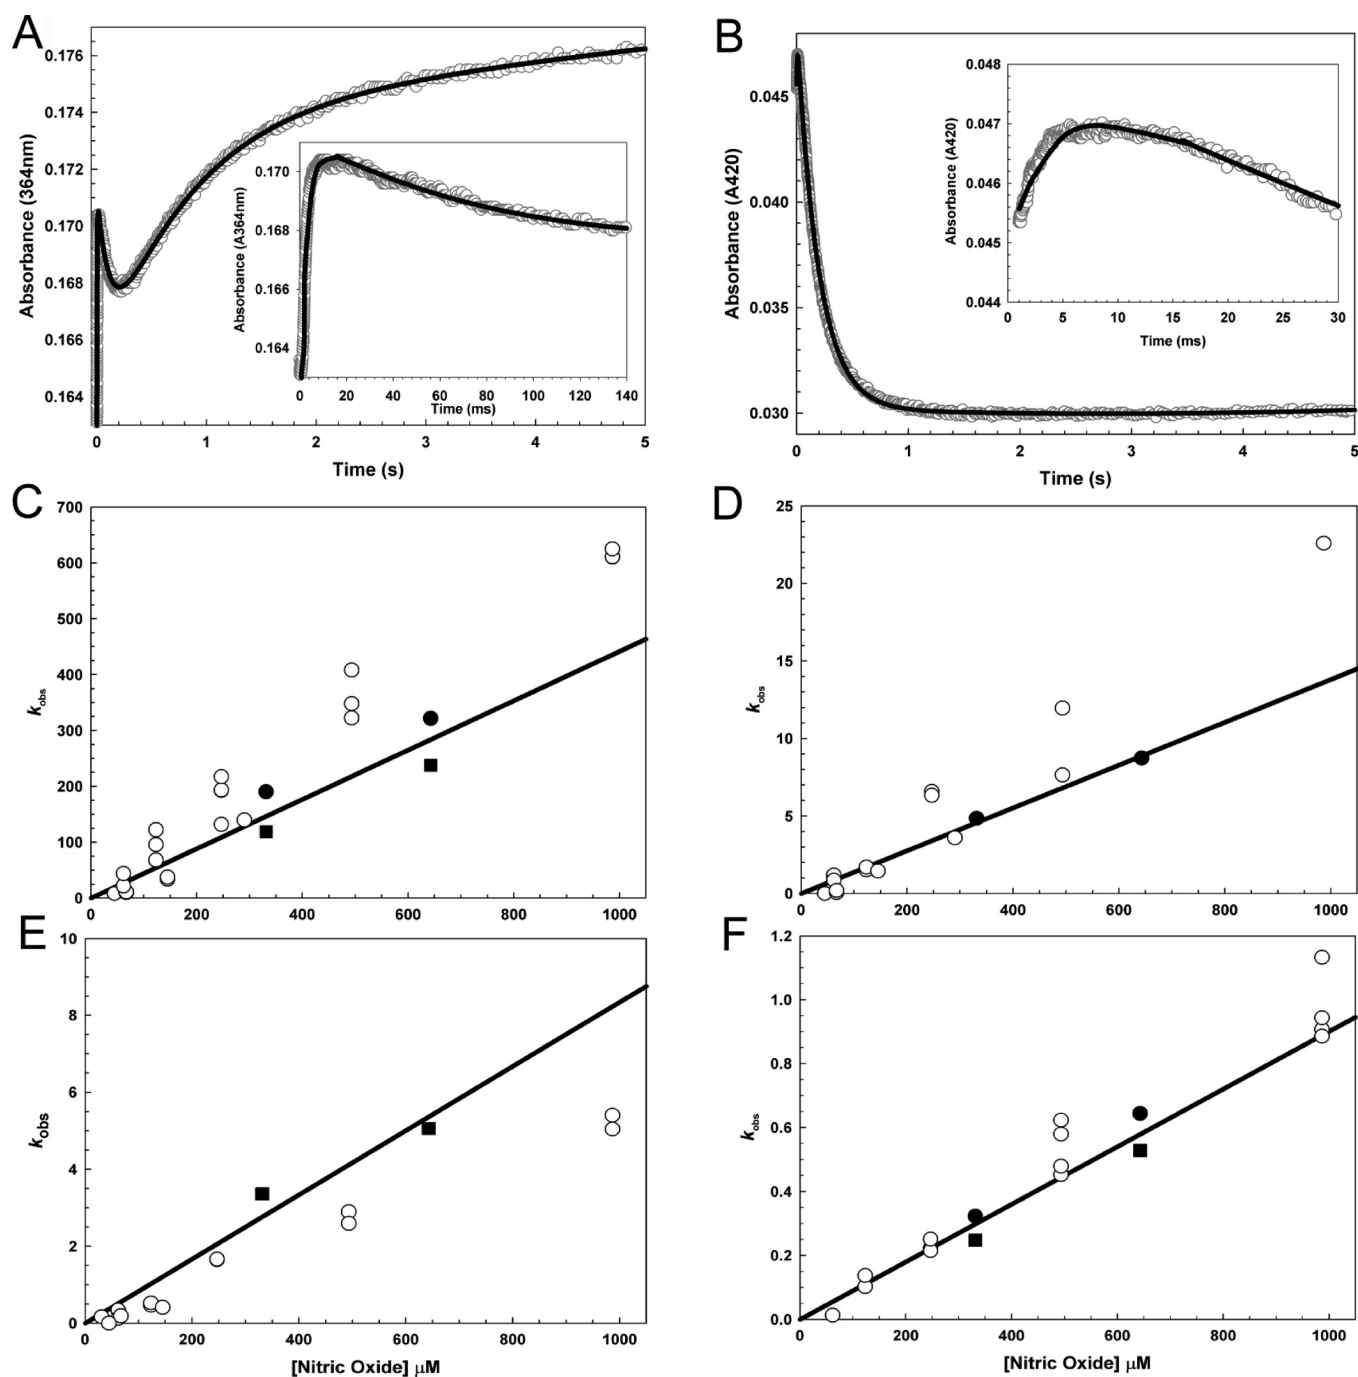 A
Absorbance (364nm)
0.176
0.174
0.172
0.170
0.168
0.166
0.164
0 1 2 3 4 5
Time (s)
Absorbance (A364nm)
0.170
0.168
0.166
0.164
0 20 40 60 80 100 120 140
Time (ms)
B
Absorbance (A420)
0.045
0.040
0.035
0.030
0 1 2 3 4 5
Time (s)
Absorbance (A420)
0.048
0.047
0.046
0.045
0.044
0 5 10 15 20 25 30
Time (ms)
C
kobs
700
600
500
400
300
200
100
0
0 200 400 600 800 1000
D
kobs
25
20
15
10
5
0
0 200 400 600 800 1000
E
kobs
10
8
6
4
2
0
0 200 400 600 800 1000
[Nitric Oxide] μM
F
kobs
1.2
1.0
0.8
0.6
0.4
0.2
0.0
0 200 400 600 800 1000
[Nitric Oxide] μM